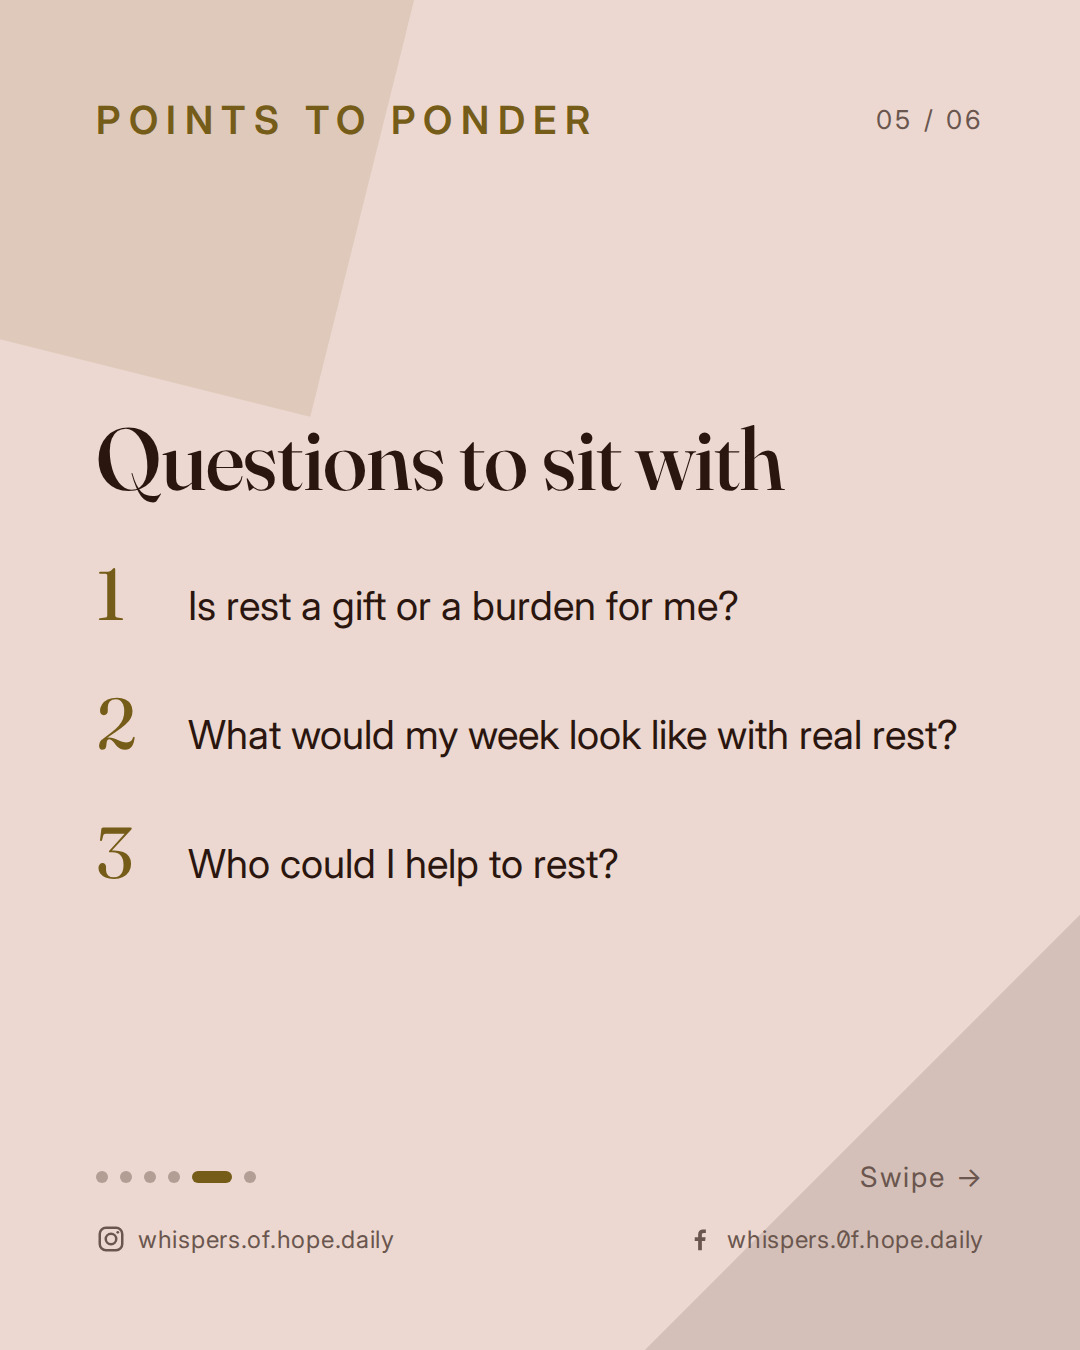 POINTS TO PONDER
05 / 06
Questions to sit with
1 Is rest a gift or a burden for me?
2 What would my week look like with real rest?
3 Who could I help to rest?
Swipe →
whispers.of.hope.daily
whispers.0f.hope.daily